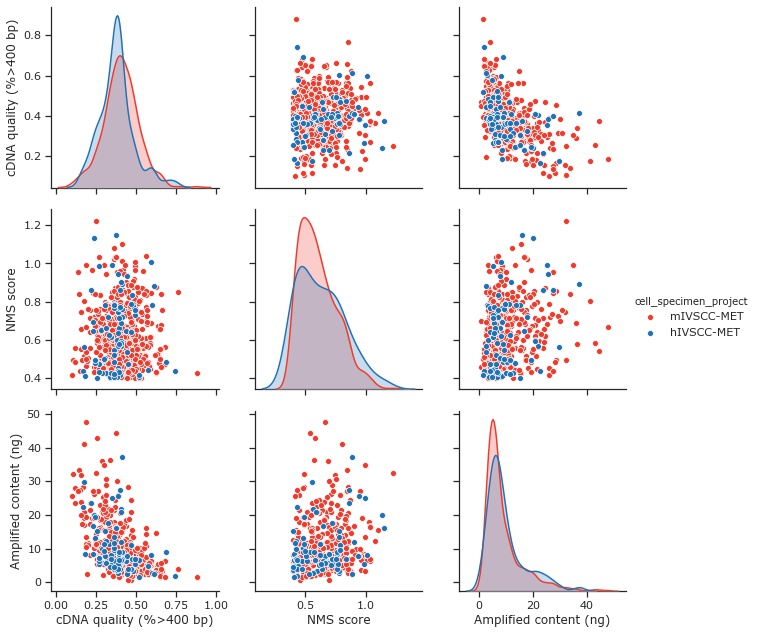 cDNA quality (%>400 bp)
0.8
0.6
0.4
0.2
NMS score
1.2
1.0
0.8
0.6
0.4
cell_specimen_project
mIVSCC-MET
hIVSCC-MET
Amplified content (ng)
50
40
30
20
10
0
0.00 0.25 0.50 0.75 1.00
0.5 1.0
0 20 40
cDNA quality (%>400 bp)
NMS score
Amplified content (ng)